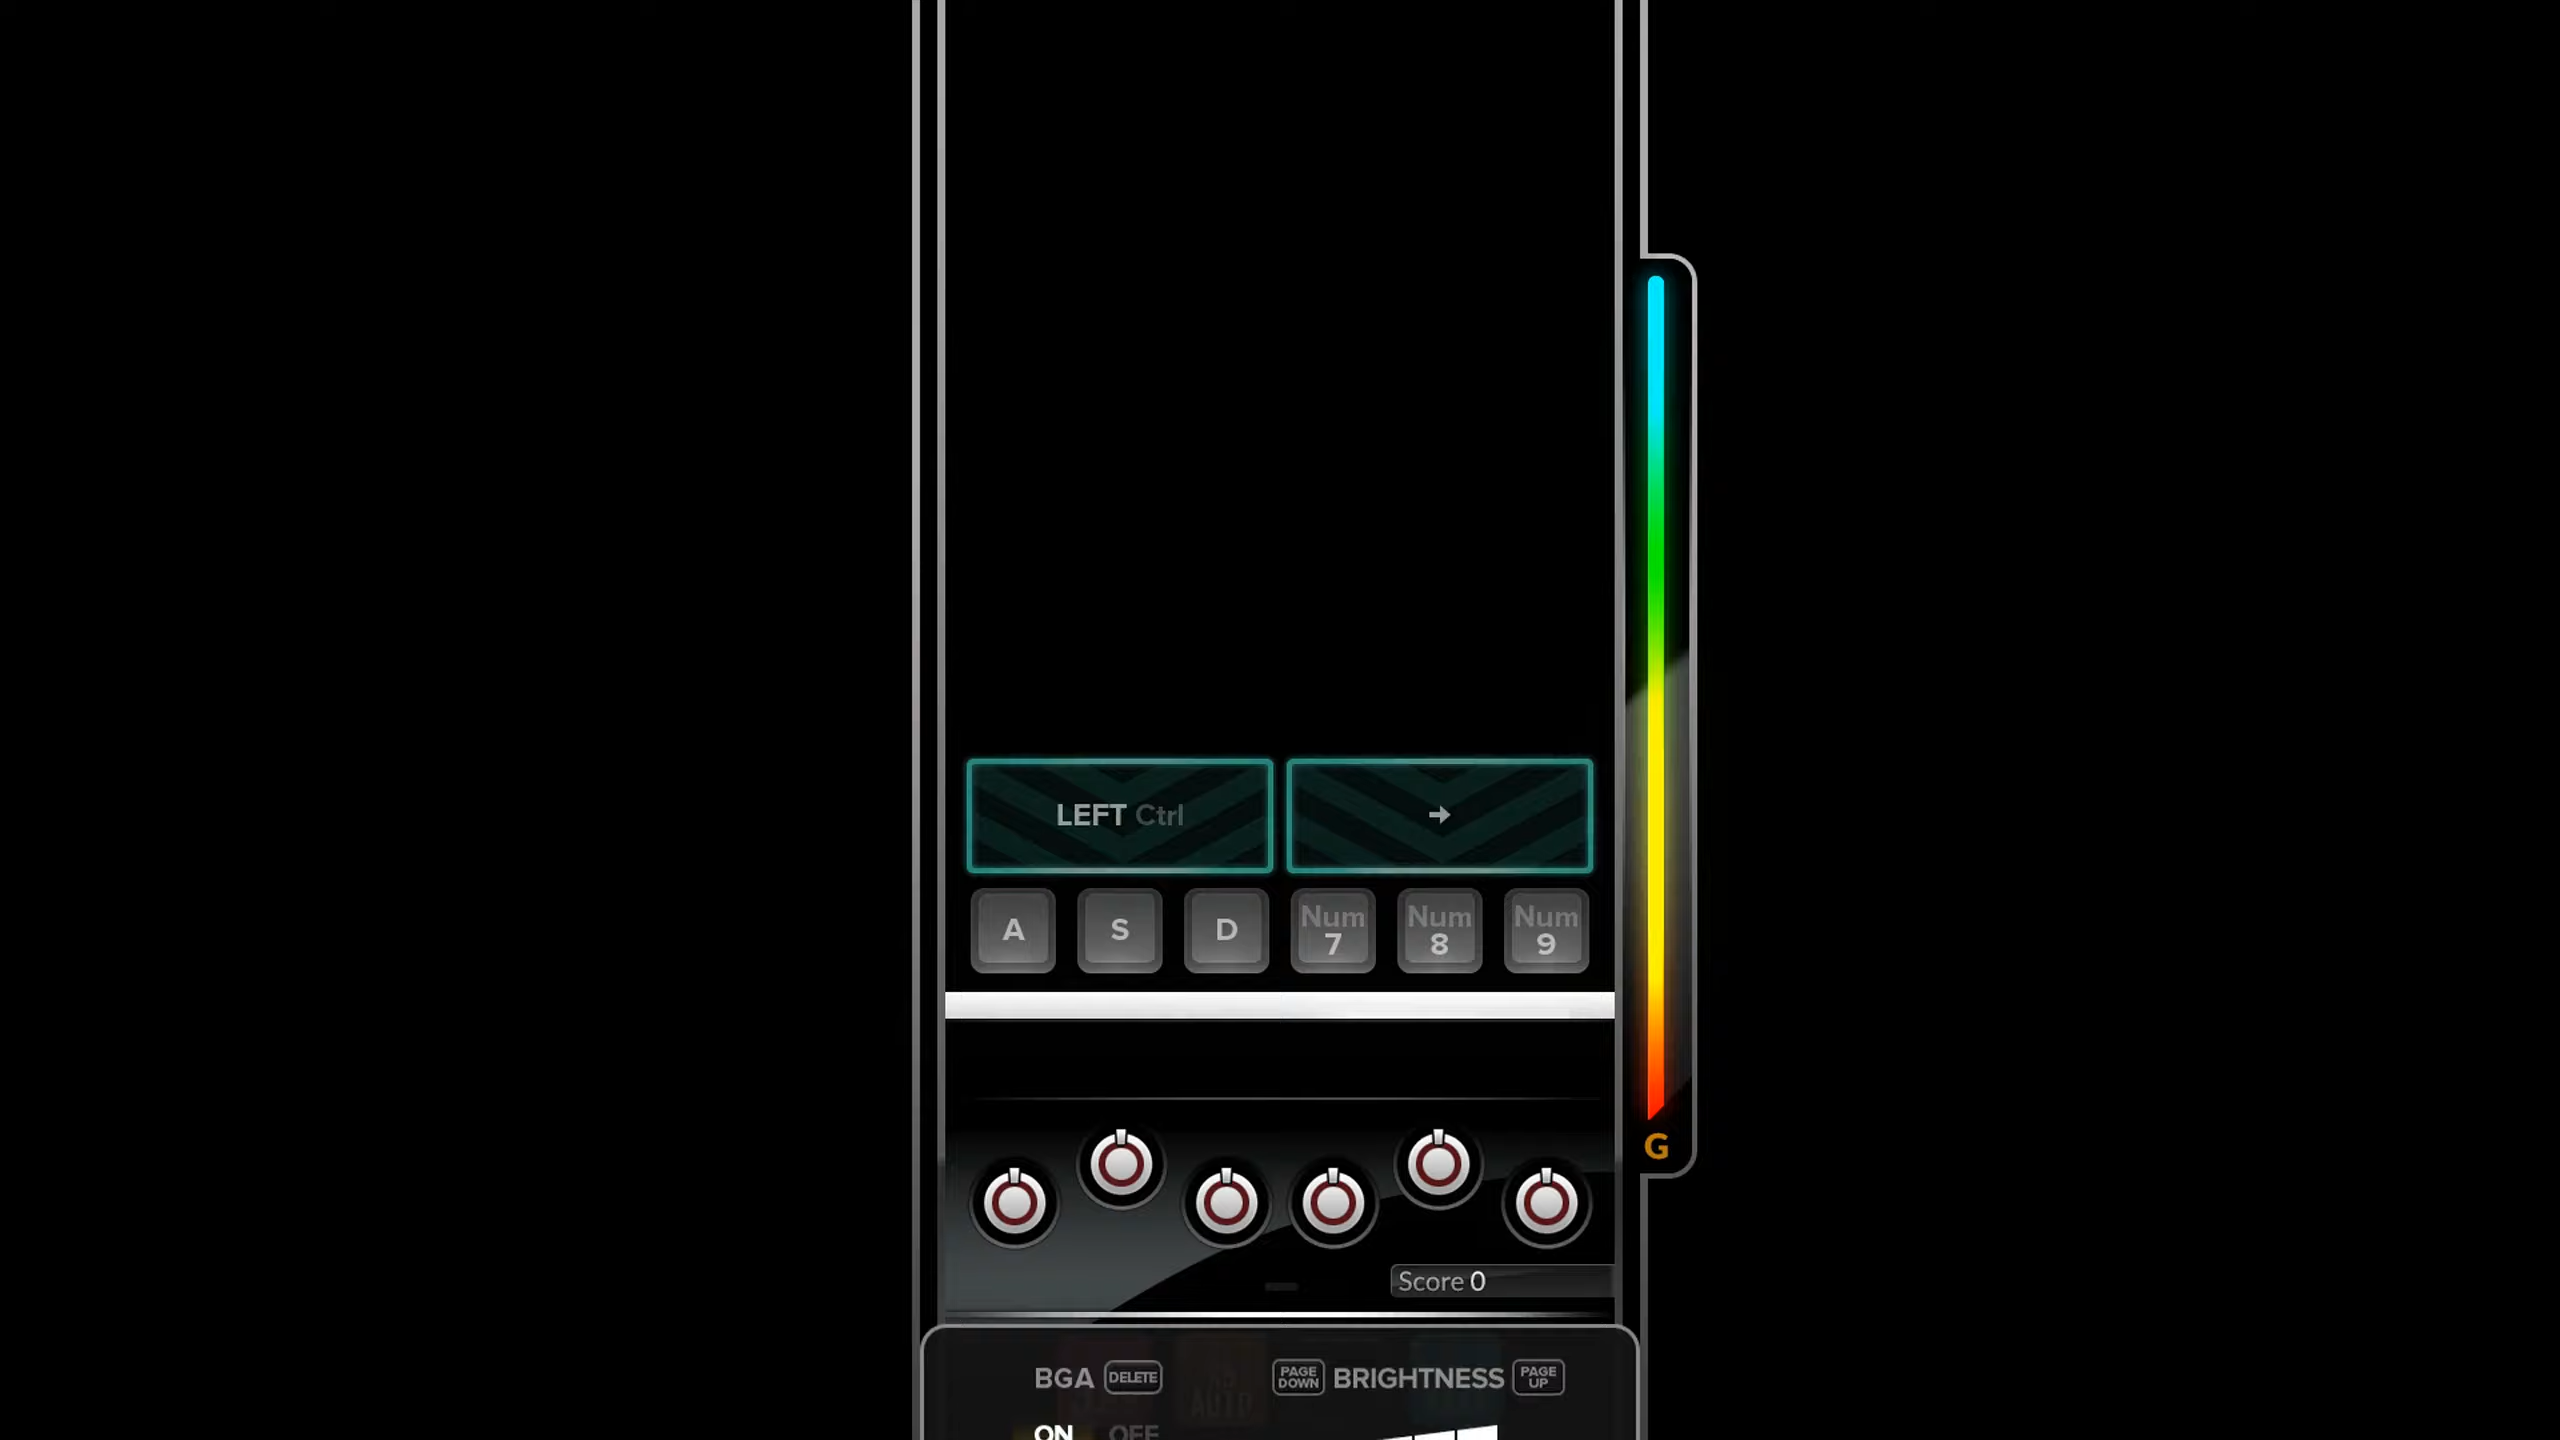 LEFT Ctrl →
A S D Num 7 Num 8 Num 9
G
Score 0
BGA DELETE PAGE DOWN BRIGHTNESS PAGE UP
ON OFF